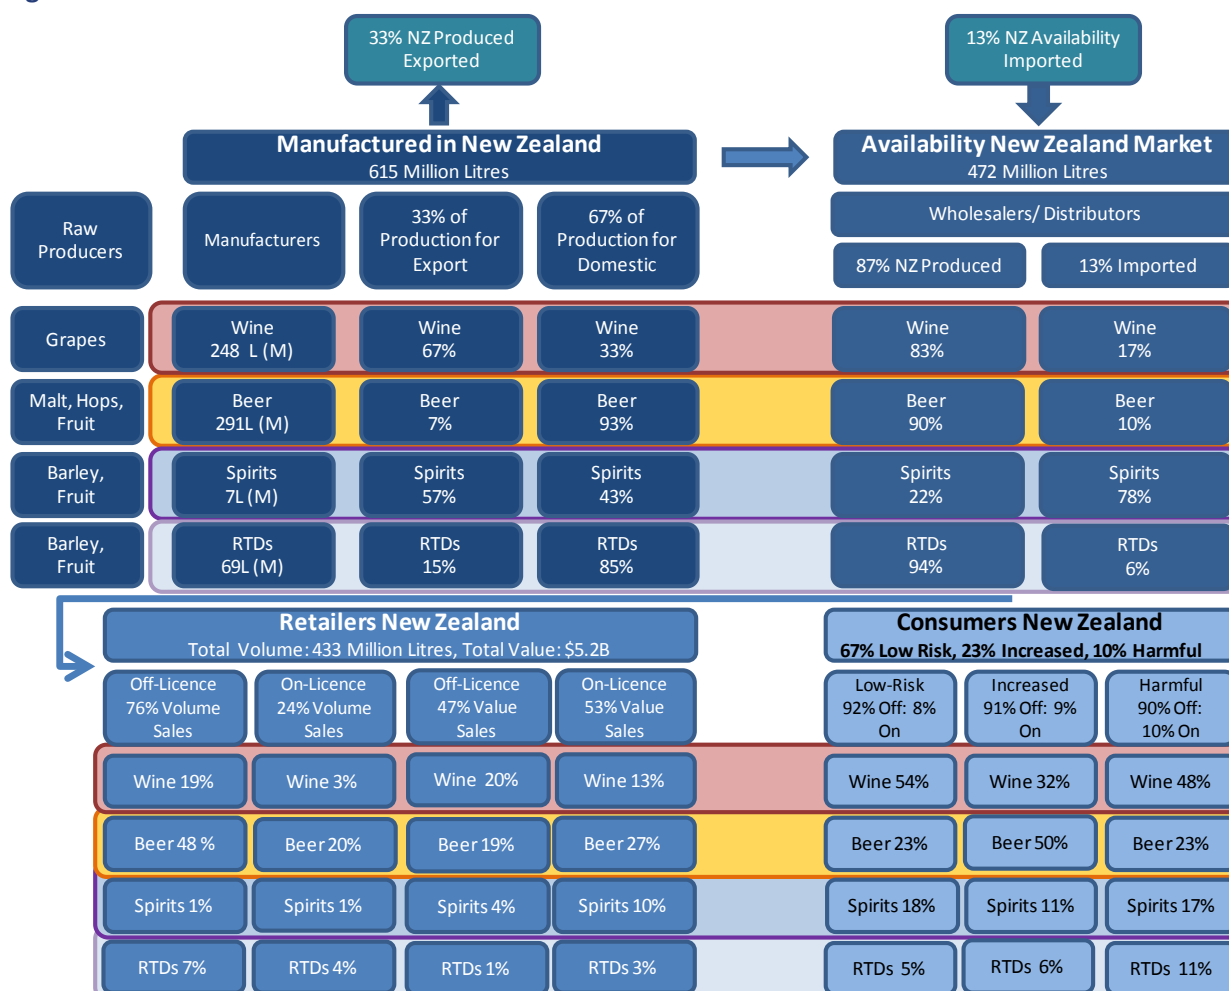 33% NZ Produced
Exported
13% NZ Availability
Imported
Manufactured in New Zealand
615 Million Litres
Availability New Zealand Market
472 Million Litres
Raw
Producers
Manufacturers
33% of
Production for
Export
67% of
Production for
Domestic
Wholesalers/ Distributors
87% NZ Produced
13% Imported
Grapes
Wine
248 L (M)
Wine
67%
Wine
33%
Wine
83%
Wine
17%
Malt, Hops,
Fruit
Beer
291L (M)
Beer
7%
Beer
93%
Beer
90%
Beer
10%
Barley,
Fruit
Spirits
7L (M)
Spirits
57%
Spirits
43%
Spirits
22%
Spirits
78%
Barley,
Fruit
RTDs
69L (M)
RTDs
15%
RTDs
85%
RTDs
94%
RTDs
6%
Retailers New Zealand
Total Volume: 433 Million Litres, Total Value: $5.2B
Consumers New Zealand
67% Low Risk, 23% Increased, 10% Harmful
Off-Licence
76% Volume
Sales
On-Licence
24% Volume
Sales
Off-Licence
47% Value
Sales
On-Licence
53% Value
Sales
Low-Risk
92% Off: 8%
On
Increased
91% Off: 9%
On
Harmful
90% Off:
10% On
Wine 19%
Wine 3%
Wine 20%
Wine 13%
Wine 54%
Wine 32%
Wine 48%
Beer 48 %
Beer 20%
Beer 19%
Beer 27%
Beer 23%
Beer 50%
Beer 23%
Spirits 1%
Spirits 1%
Spirits 4%
Spirits 10%
Spirits 18%
Spirits 11%
Spirits 17%
RTDs 7%
RTDs 4%
RTDs 1%
RTDs 3%
RTDs 5%
RTDs 6%
RTDs 11%